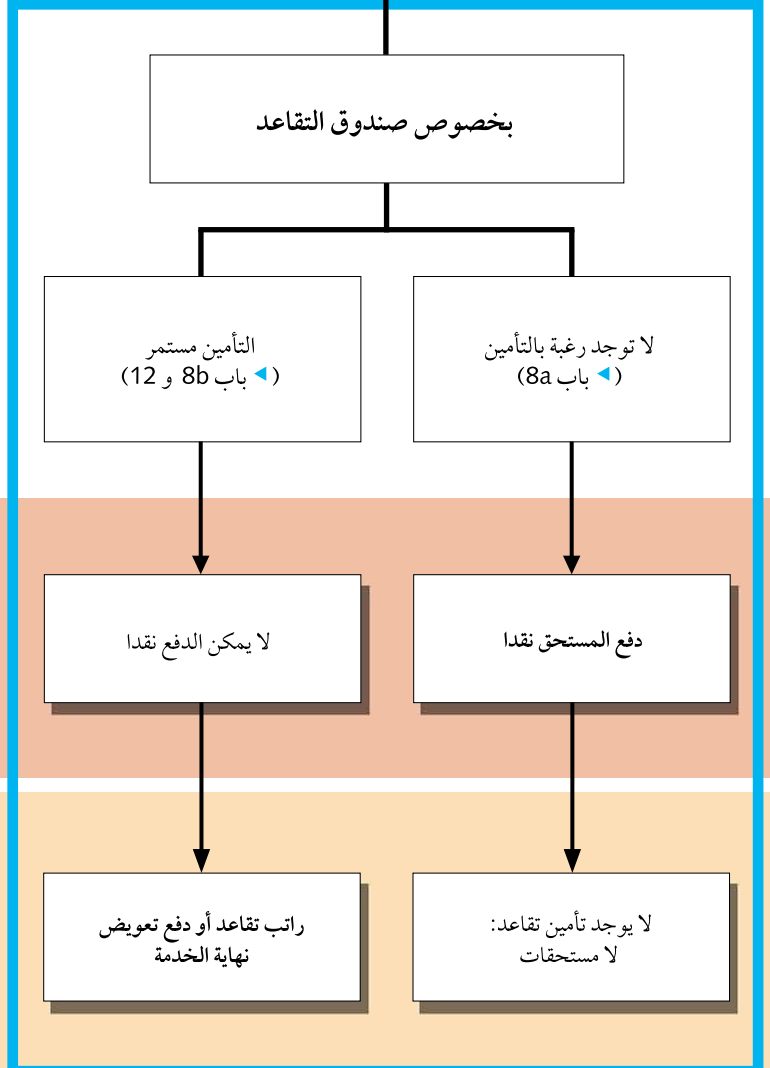 بخصوص صندوق التقاعد
لا توجد رغبة بالتأمين
(◄ باب 8a)
التأمين مستمر
(◄ باب 8b و 12)
دفع المستحق نقدا
لا يمكن الدفع نقدا
لا يوجد تأمين تقاعد:
لا مستحقات
راتب تقاعد أو دفع تعويض
نهاية الخدمة